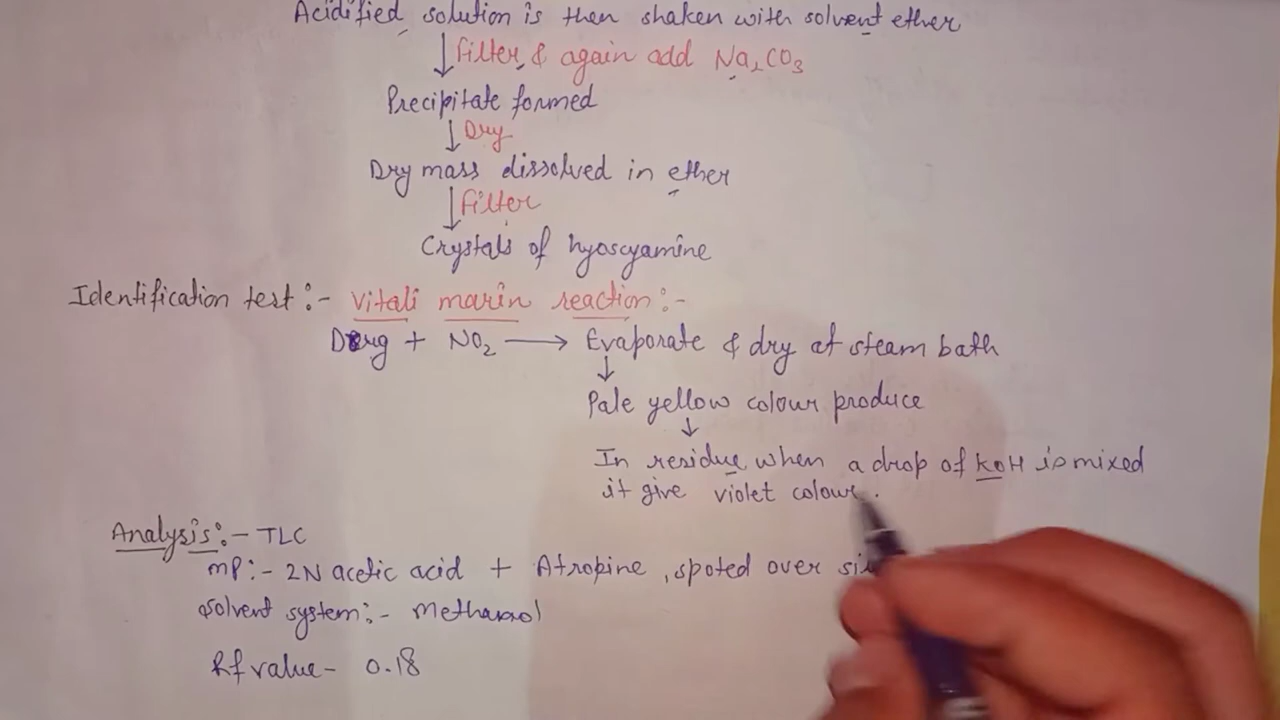 Acidified solution is then shaken with solvent ether
↓ filter & again add Na₂CO₃
Precipitate formed
↓ Dry
Dry mass dissolved in ether
↓ filter
Crystals of hyoscyamine
Identification test:- Vitali marin reaction:-
Drug + NO₂ → Evaporate & dry at steam bath
↓
Pale yellow colour produce
↓
In residue when a drop of KOH is mixed
it give violet colour.
Analysis:- TLC
mp:- 2N acetic acid + Atropine, spoted over
Solvent system:- Methanol
Rf value- 0.18